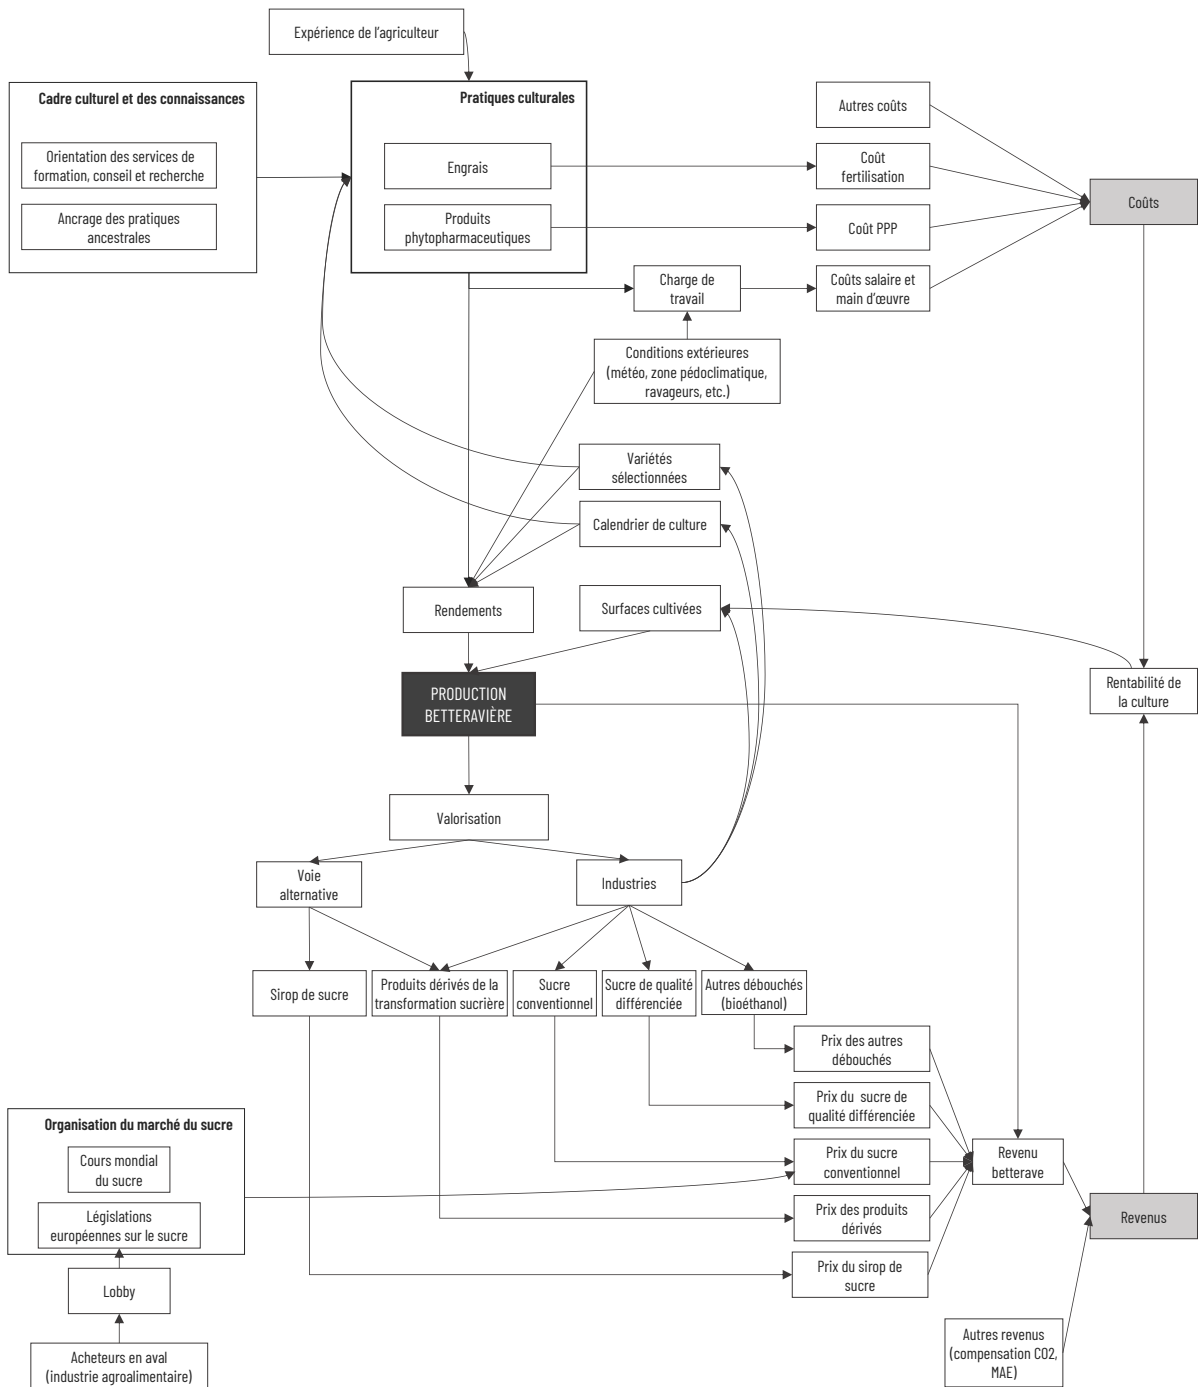 Expérience de l'agriculteur
Cadre culturel et des connaissances
Orientation des services de
formation, conseil et recherche
Ancrage des pratiques
ancestrales
Pratiques culturales
Engrais
Produits
phytopharmaceutiques
Autres coûts
Coût
fertilisation
Coût PPP
Coûts
Charge de
travail
Coûts salaire et
main d'œuvre
Conditions extérieures
(météo, zone pédoclimatique,
ravageurs, etc.)
Variétés
sélectionnées
Calendrier de culture
Rendements
Surfaces cultivées
PRODUCTION
BETTERAVIÈRE
Rentabilité de
la culture
Valorisation
Voie
alternative
Industries
Sirop de sucre
Produits dérivés de la
transformation sucrière
Sucre
conventionnel
Sucre de qualité
différenciée
Autres débouchés
(bioéthanol)
Prix des autres
débouchés
Prix du sucre de
qualité différenciée
Prix du sucre
conventionnel
Prix des produits
dérivés
Prix du sirop de
sucre
Revenu
betterave
Revenus
Organisation du marché du sucre
Cours mondial
du sucre
Législations
européennes sur le sucre
Lobby
Acheteurs en aval
(industrie agroalimentaire)
Autres revenus
(compensation CO2,
MAE)